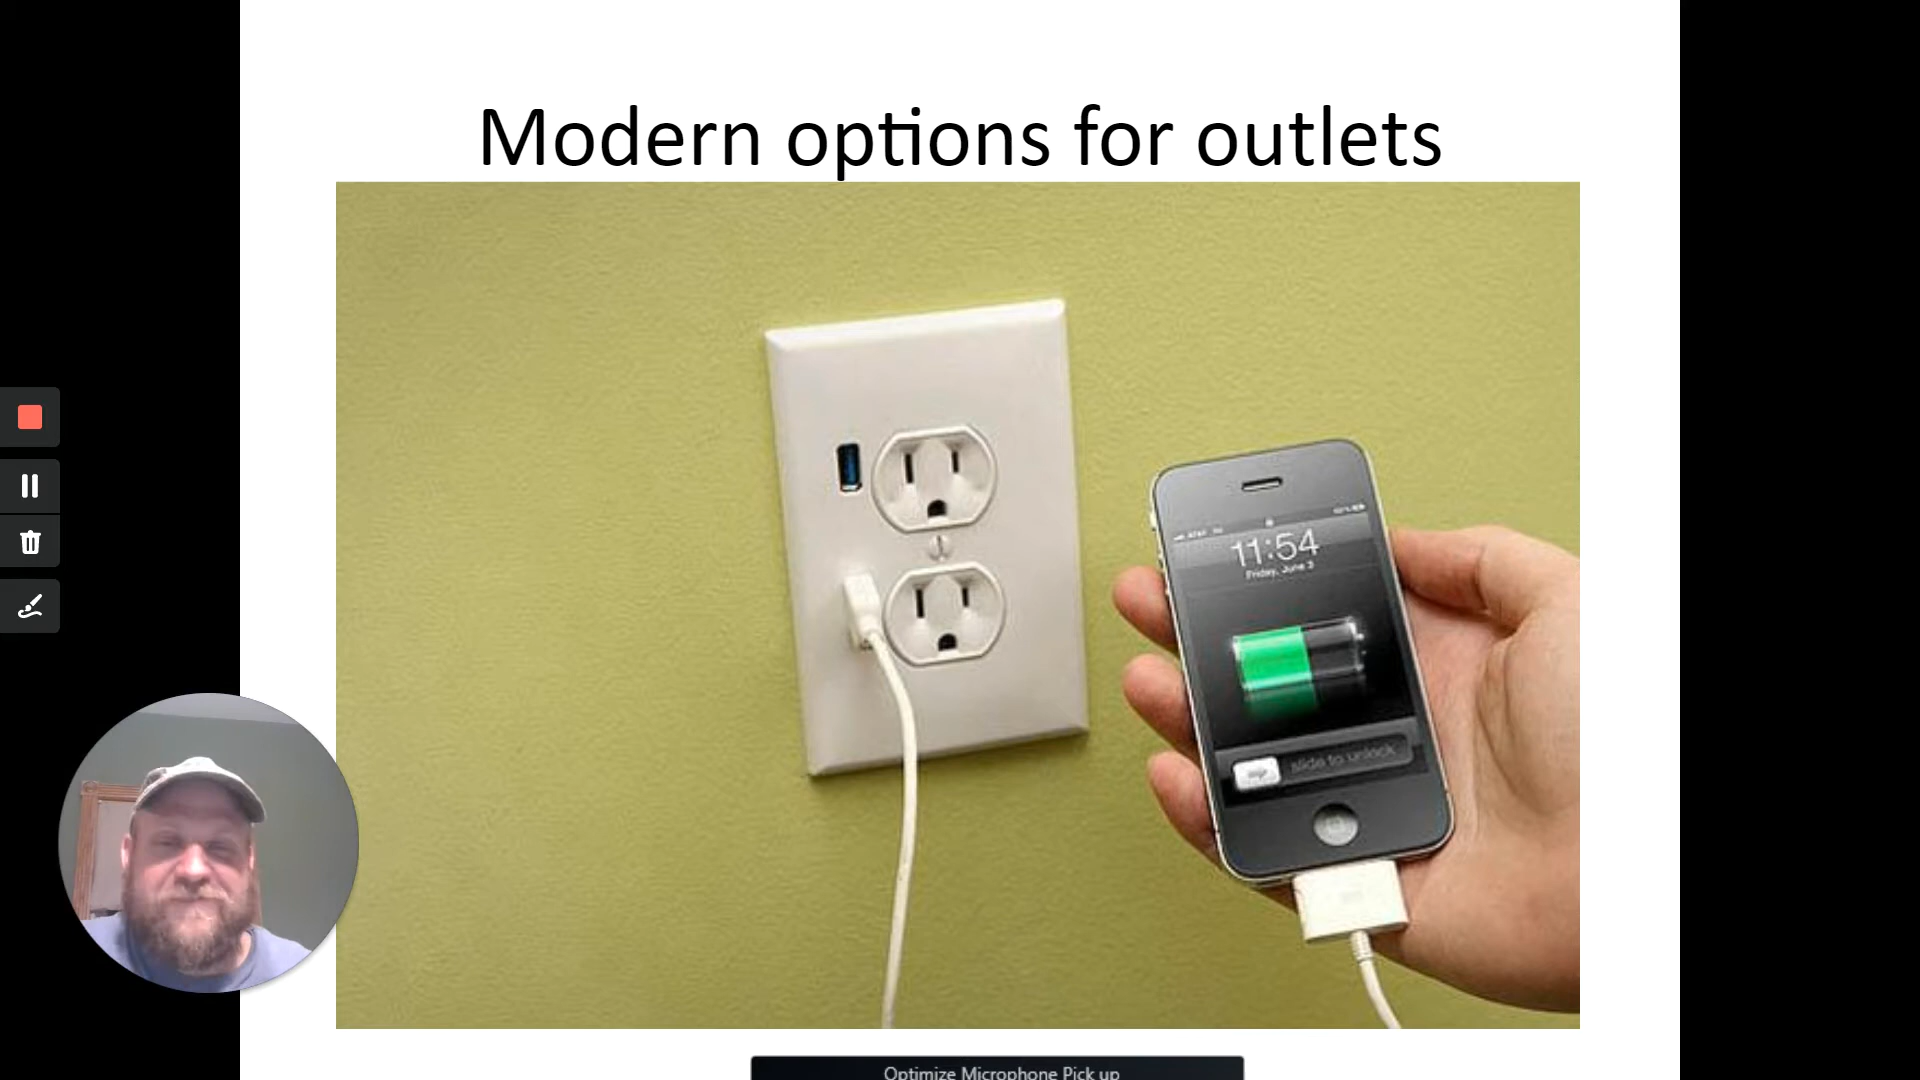 Modern options for outlets
11:54
Friday, June 3
slide to unlock
Optimize Microphone Pick up